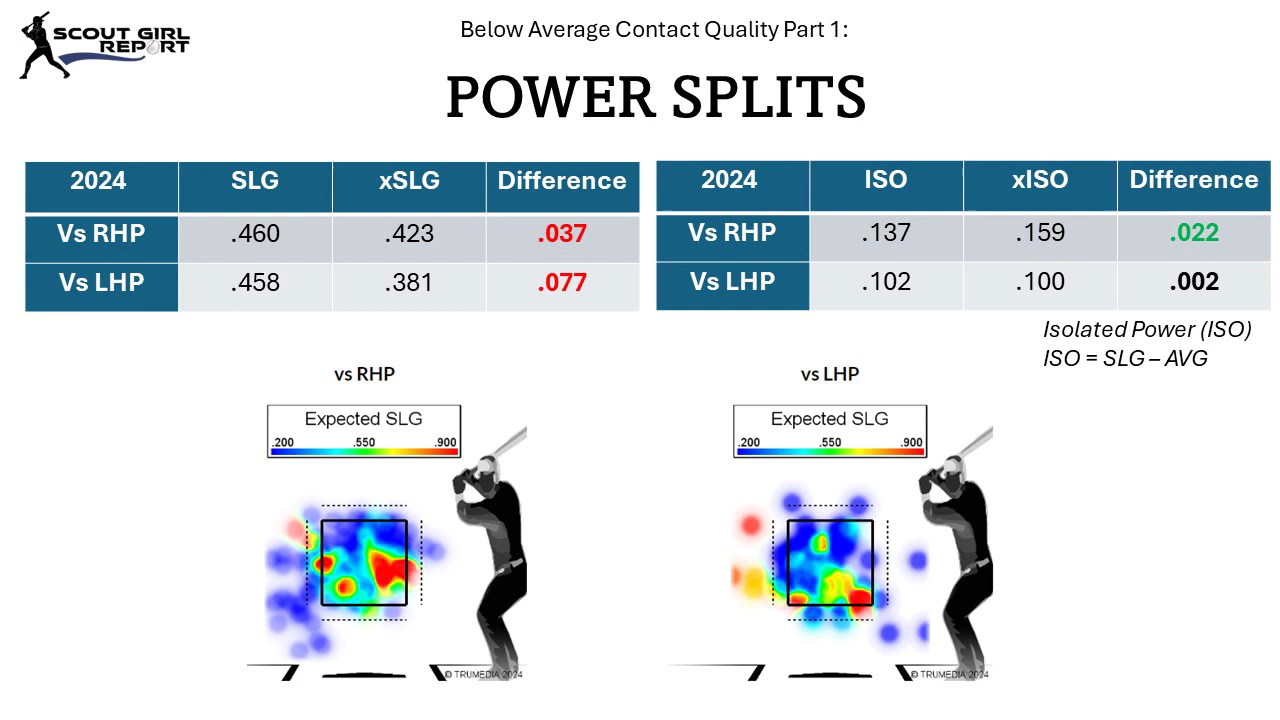 SCOUT GIRL
REPORT
Below Average Contact Quality Part 1:
POWER SPLITS
2024 SLG xSLG Difference
Vs RHP .460 .423 .037
Vs LHP .458 .381 .077
2024 ISO xISO Difference
Vs RHP .137 .159 .022
Vs LHP .102 .100 .002
Isolated Power (ISO)
ISO = SLG – AVG
vs RHP
Expected SLG
.200 .550 .900
© TRUMEDIA 2024
vs LHP
Expected SLG
.200 .550 .900
© TRUMEDIA 2024